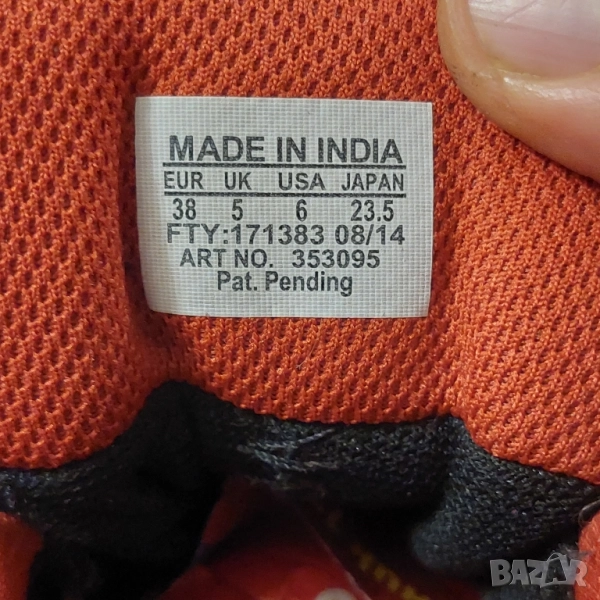 MADE IN INDIA
EUR UK USA JAPAN
38 5 6 23.5
FTY:171383 08/14
ART NO. 353095
Pat. Pending
BAZAR